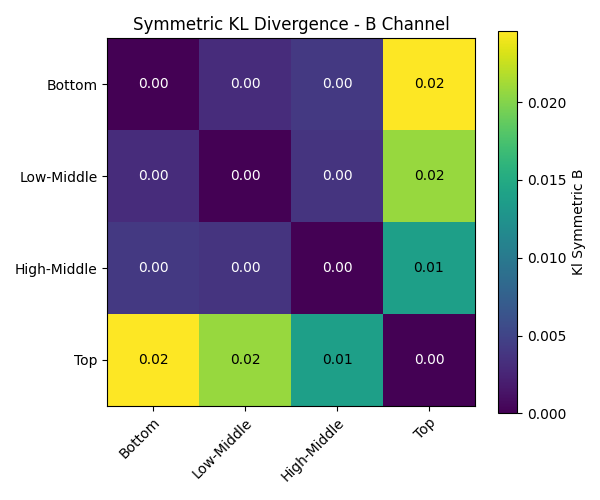 Symmetric KL Divergence - B Channel
Bottom 0.00 0.00 0.00 0.02
Low-Middle 0.00 0.00 0.00 0.02
High-Middle 0.00 0.00 0.00 0.01
Top 0.02 0.02 0.01 0.00
Bottom Low-Middle High-Middle Top
0.020
0.015
0.010
0.005
0.000
Kl Symmetric B